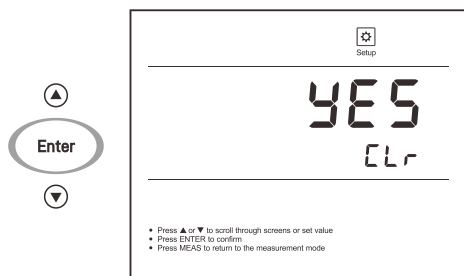 Setup
YES
Enter
CLr
• Press ▲ or ▼ to scroll through screens or set value
• Press ENTER to confirm
• Press MEAS to return to the measurement mode